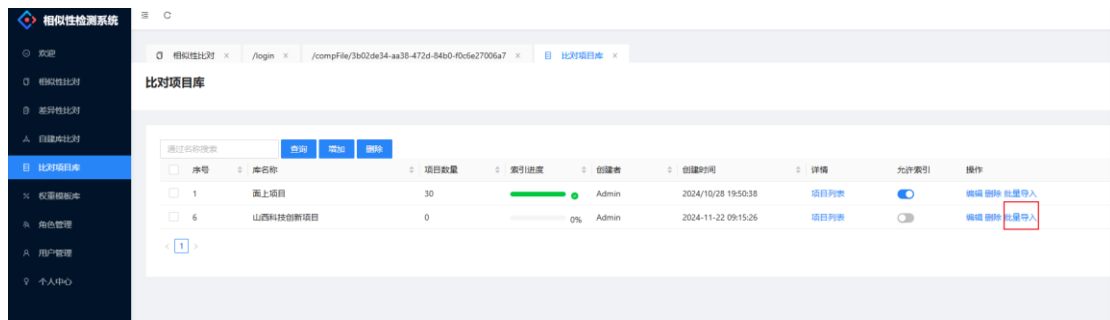 相似性检测系统
欢迎
相似性比对
差异性比对
自建库比对
比对项目库
权重模板库
角色管理
用户管理
个人中心
相似性比对 × /login × /compFile/3b02de34-aa38-472d-84b0-f0c6e27006a7 × 比对项目库 ×
比对项目库
通过名称搜索 查询 增加 删除
序号 库名称 项目数量 索引进度 创建者 创建时间 详情 允许索引 操作
1 面上项目 30 Admin 2024/10/28 19:50:38 项目列表 编辑 删除 批量导入
6 山西科技创新项目 0 0% Admin 2024-11-22 09:15:26 项目列表 编辑 删除 批量导入
< 1 >